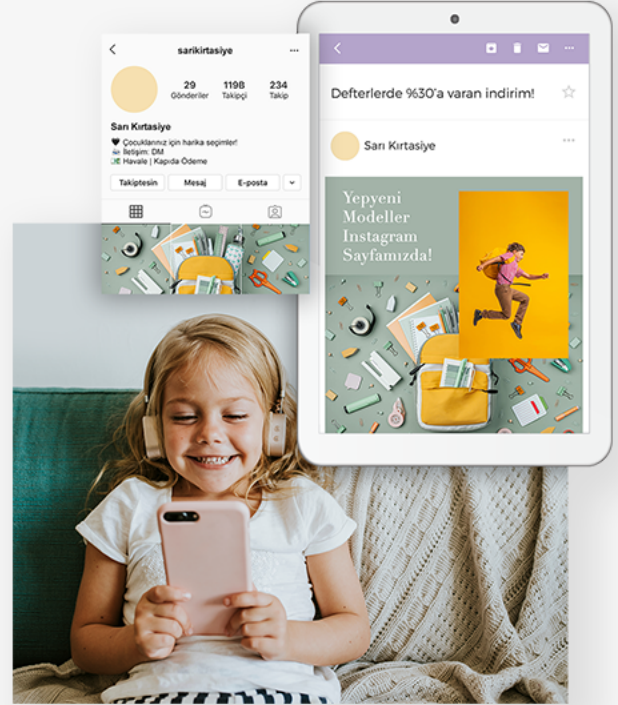 sarikirtasiye
29 119B 234
Gönderiler Takipçi Takip
Sarı Kırtasiye
Çocuklarınız için harika seçimler!
İletişim: DM
Havale | Kapıda Ödeme
Takiptesin Mesaj E-posta
Defterlerde %30'a varan indirim!
Sarı Kırtasiye
Yepyeni
Modeller
Instagram
Sayfamızda!